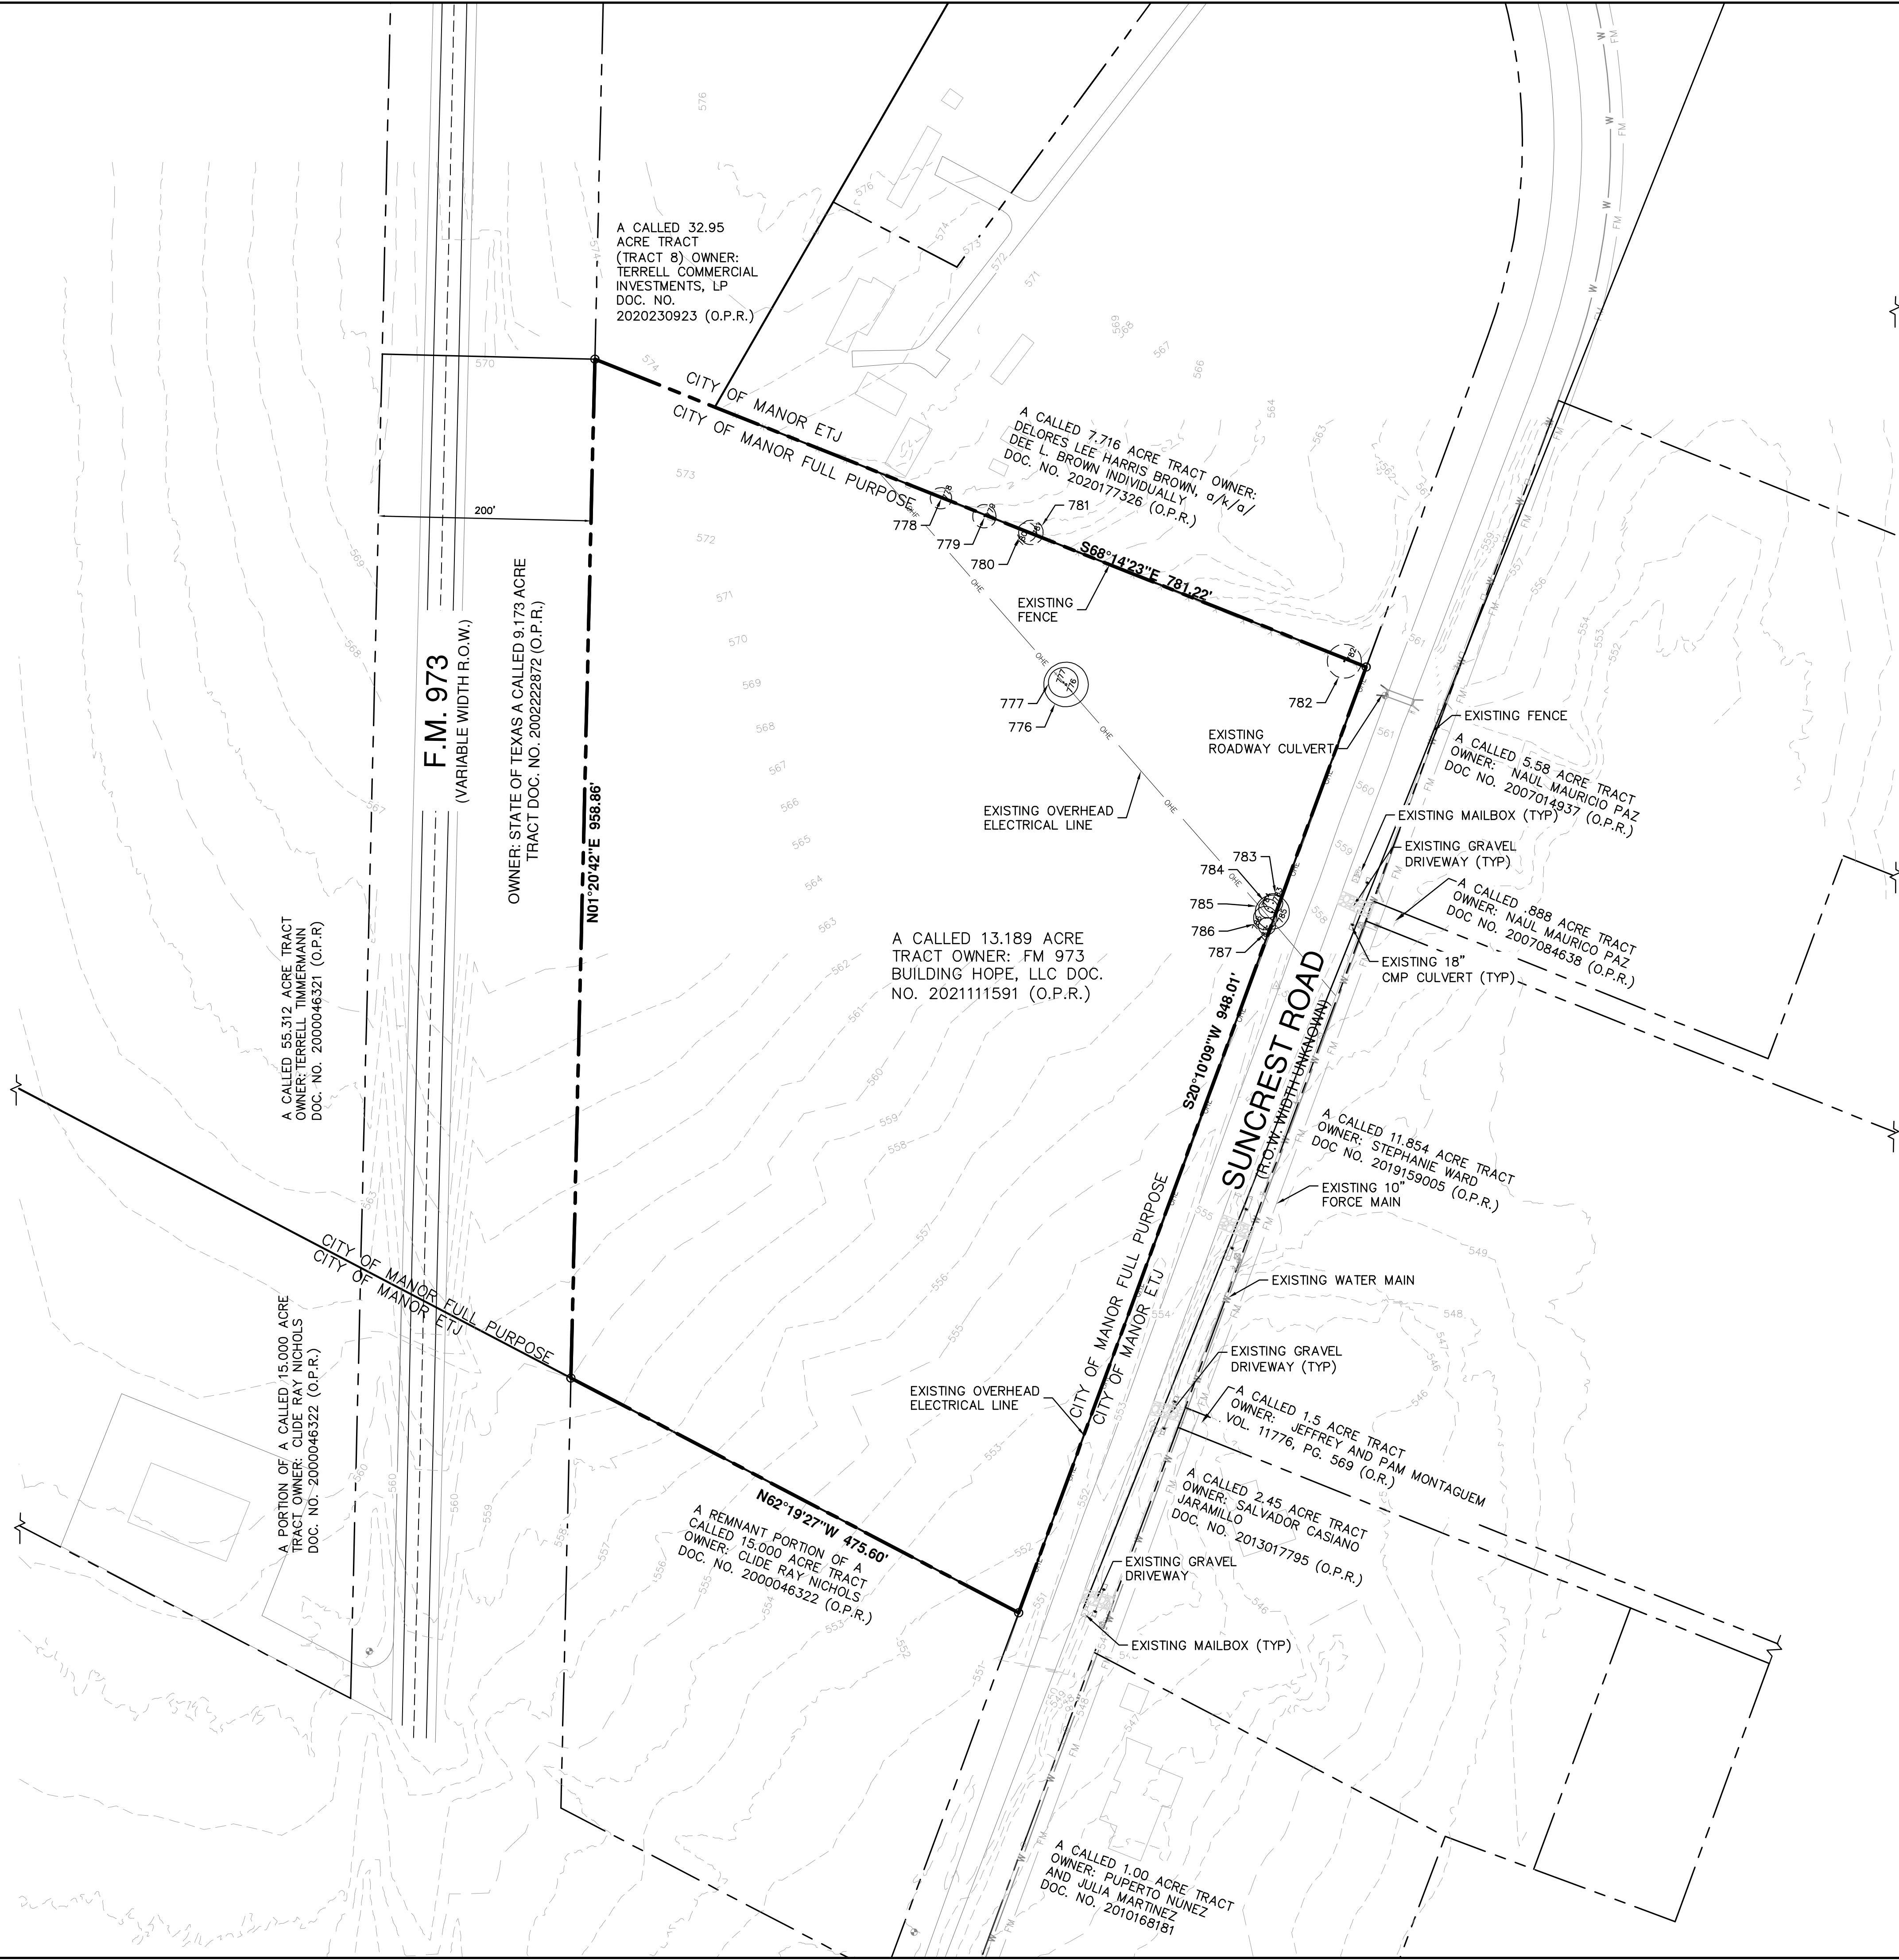 A CALLED 32.95
ACRE TRACT
(TRACT 8) OWNER:
TERRELL COMMERCIAL
INVESTMENTS, LP
DOC. NO.
2020230923 (O.P.R.)
CITY OF MANOR ETJ
CITY OF MANOR FULL PURPOSE
A CALLED 7.716 ACRE TRACT OWNER:
DELORES LEE HARRIS BROWN, a/k/a/
DEE L. BROWN INDIVIDUALLY
DOC. NO. 2020177326 (O.P.R.)
778
779
780
781
S68°14'23"E 781.22'
EXISTING
FENCE
200'
F.M. 973
(VARIABLE WIDTH R.O.W.)
OWNER: STATE OF TEXAS A CALLED 9.173 ACRE
TRACT DOC. NO. 2002222872 (O.P.R.)
N01°20'42"E 958.86'
777
776
782
EXISTING
ROADWAY CULVERT
EXISTING FENCE
A CALLED 5.58 ACRE TRACT
OWNER: NAUL MAURICIO PAZ
DOC NO. 2007014937 (O.P.R.)
EXISTING OVERHEAD
ELECTRICAL LINE
EXISTING MAILBOX (TYP)
EXISTING GRAVEL
DRIVEWAY (TYP)
A CALLED .888 ACRE TRACT
OWNER: NAUL MAURICO PAZ
DOC NO. 2007084638 (O.P.R.)
783
784
785
786
787
EXISTING 18"
CMP CULVERT (TYP)
A CALLED 13.189 ACRE
TRACT OWNER: FM 973
BUILDING HOPE, LLC DOC.
NO. 2021111591 (O.P.R.)
A CALLED 55.312 ACRE TRACT
OWNER: TERRELL TIMMERMANN
DOC. NO. 2000046321 (O.P.R)
S20°10'09"W 948.01'
SUNCREST ROAD
(R.O.W. WIDTH UNKNOWN)
A CALLED 11.854 ACRE TRACT
OWNER: STEPHANIE WARD
DOC NO. 2019159005 (O.P.R.)
EXISTING 10"
FORCE MAIN
EXISTING WATER MAIN
CITY OF MANOR FULL PURPOSE
CITY OF MANOR ETJ
CITY OF MANOR FULL PURPOSE
CITY OF MANOR ETJ
A PORTION OF A CALLED 15.000 ACRE
TRACT OWNER: CLIDE RAY NICHOLS
DOC. NO. 2000046322 (O.P.R.)
EXISTING GRAVEL
DRIVEWAY (TYP)
EXISTING OVERHEAD
ELECTRICAL LINE
A CALLED 1.5 ACRE TRACT
OWNER: JEFFREY AND PAM MONTAGUEM
VOL. 11776, PG. 569 (O.R.)
N62°19'27"W 475.60'
A REMNANT PORTION OF A
CALLED 15.000 ACRE TRACT
OWNER: CLIDE RAY NICHOLS
DOC. NO. 2000046322 (O.P.R.)
A CALLED 2.45 ACRE TRACT
OWNER: SALVADOR CASIANO
JARAMILLO
DOC. NO. 2013017795 (O.P.R.)
EXISTING GRAVEL
DRIVEWAY
EXISTING MAILBOX (TYP)
A CALLED 1.00 ACRE TRACT
OWNER: PUPERTO NUNEZ
AND JULIA MARTINEZ
DOC. NO. 2010168181